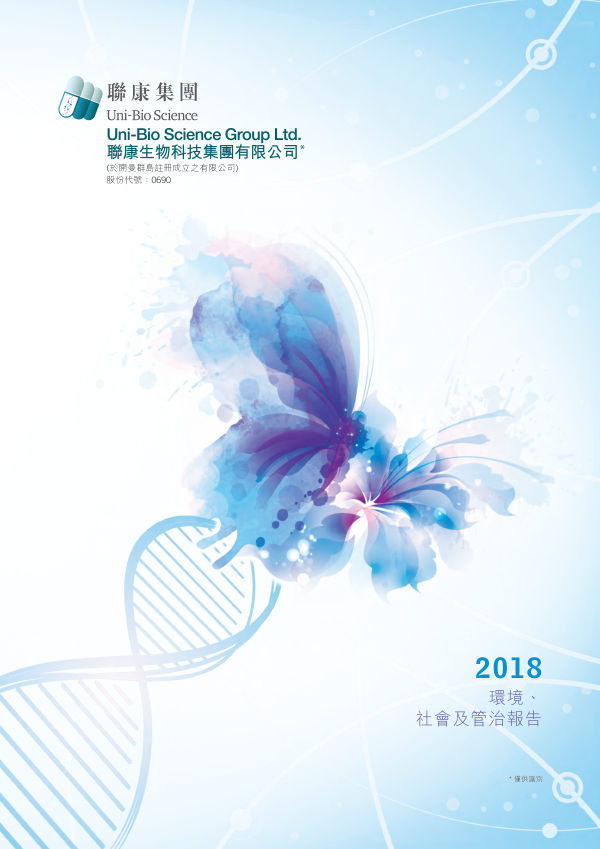 聯康集團
Uni-Bio Science
Uni-Bio Science Group Ltd.
聯康生物科技集團有限公司*
(於開曼群島註冊成立之有限公司)
股份代號：0690
2018
環境、
社會及管治報告
* 僅供識別